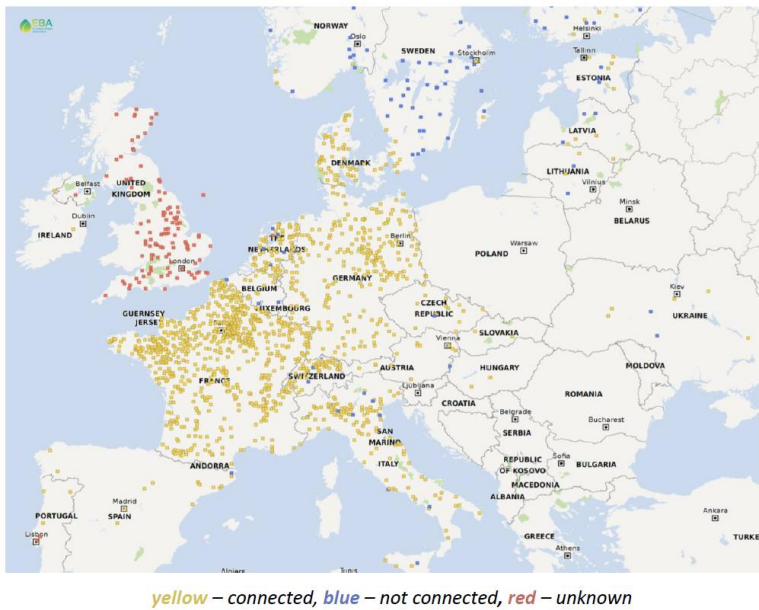 EBA
NORWAY
Oslo
SWEDEN
Stockholm
Helsinki
Tallinn
ESTONIA
LATVIA
DENMARK
LITHUANIA
Vilnius
Minsk
BELARUS
Belfast
UNITED
KINGDOM
Dublin
IRELAND
London
THE
NETHERLANDS
Berlin
POLAND
Warsaw
GERMANY
BELGIUM
LUXEMBOURG
Kiev
UKRAINE
GUERNSEY
JERSEY
CZECH
REPUBLIC
SLOVAKIA
Vienna
FRANCE
SWITZERLAND
AUSTRIA
HUNGARY
MOLDOVA
Ljubljana
CROATIA
ROMANIA
Belgrade
Bucharest
SERBIA
SAN
MARINO
ITALY
ANDORRA
REPUBLIC
OF KOSOVO
Sofia
BULGARIA
MACEDONIA
ALBANIA
Madrid
PORTUGAL
SPAIN
Lisbon
Ankara
TURKE
GREECE
Athens
Algiers
Tunis
yellow – connected, blue – not connected, red – unknown